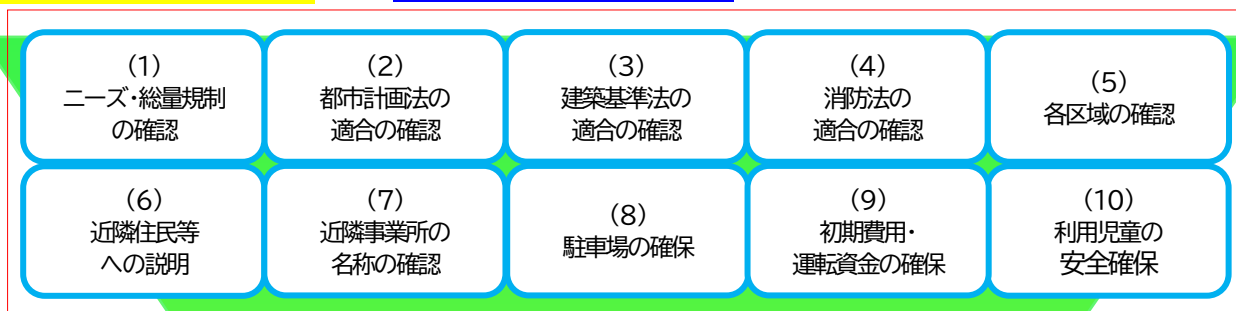 (1)
ニーズ・総量規制
の確認
(2)
都市計画法の
適合の確認
(3)
建築基準法の
適合の確認
(4)
消防法の
適合の確認
(5)
各区域の確認
(6)
近隣住民等
への説明
(7)
近隣事業所の
名称の確認
(8)
駐車場の確保
(9)
初期費用・
運転資金の確保
(10)
利用児童の
安全確保